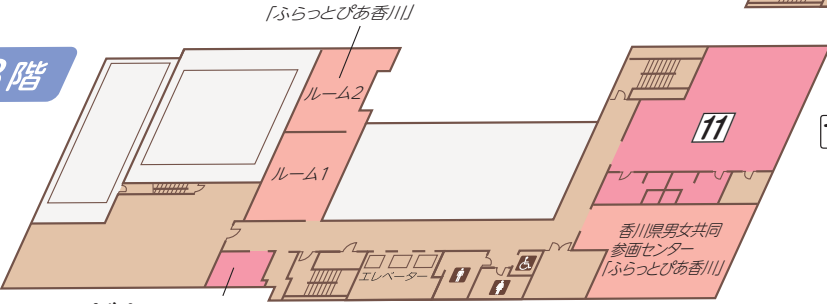 「ふらっとぴあ香川」
階
ルーム2
11
ルーム1
香川県男女共同
参画センター
「ふらっとぴあ香川」
エレベーター